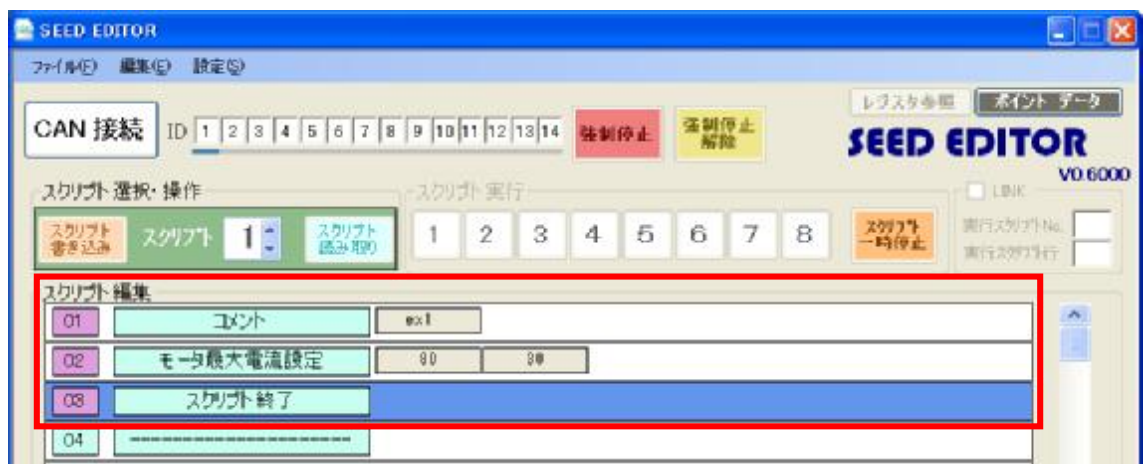 SEED EDITOR
ファイル(F) 編集(E) 設定(S)
レジスタ参照 ポイント データ
CAN 接続 ID 1 2 3 4 5 6 7 8 9 10 11 12 13 14 強制停止 強制停止解除
SEED EDITOR
V0.6000
スクリプト 選択・操作 スクリプト 実行 LINK
スクリプト書き込み スクリプト 1 スクリプト読み取り 1 2 3 4 5 6 7 8 スクリプト一時停止
実行スクリプトNo.
実行スクリプト行
スクリプト 編集
01 コメント ex1
02 モータ最大電流設定 30
03 スクリプト 終了
04 --------------------